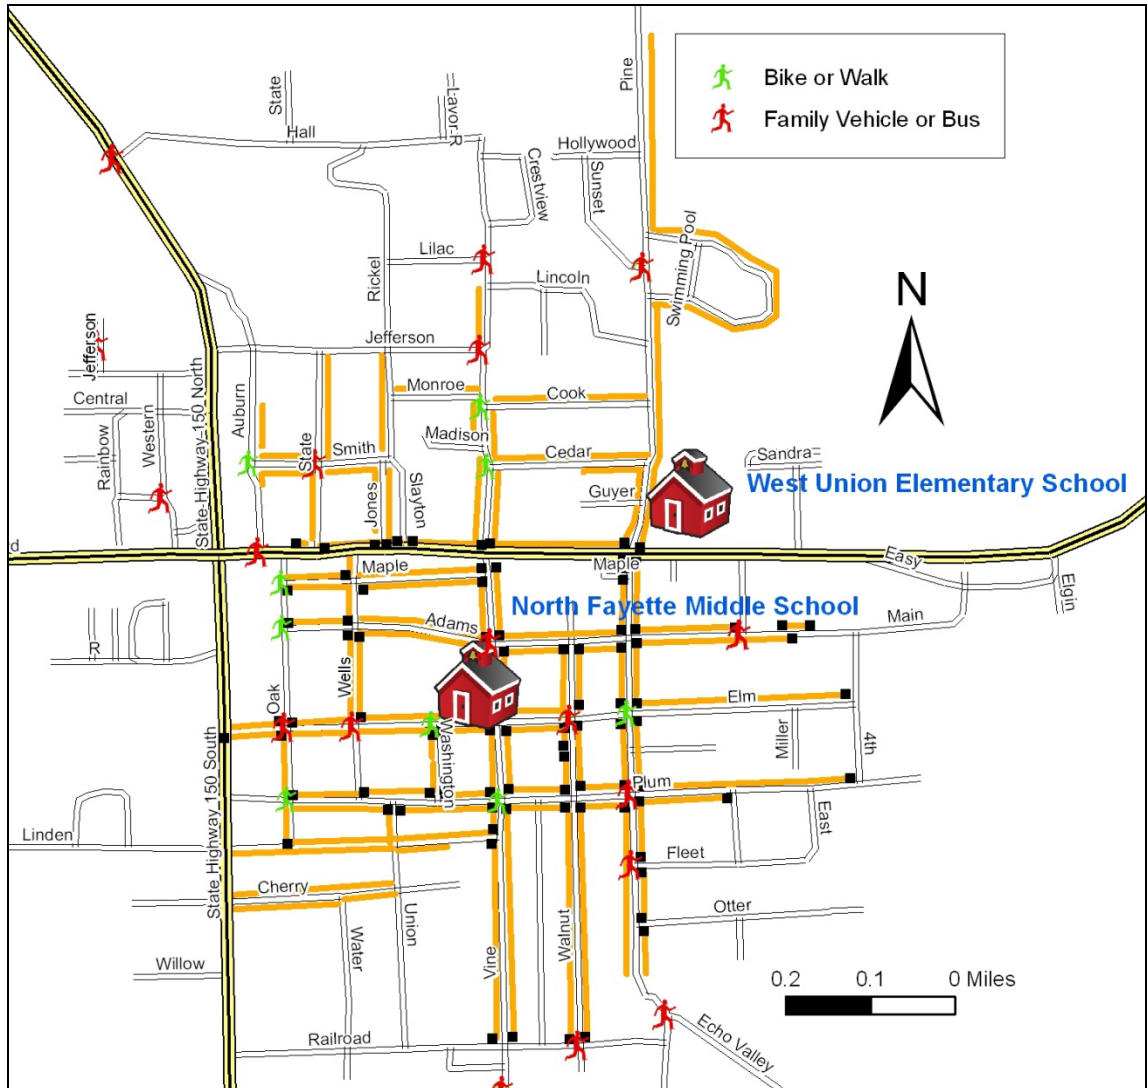 Bike or Walk
Family Vehicle or Bus
Pine
State
Lavor R
Hall
Hollywood
Crestview
Sunset
Lilac
Rickel
Lincoln
Swimming Pool
N
Jefferson
Jefferson
State-Highway 150 North
Monroe
Cook
Central
Auburn
Western
Rainbow
Madison
State
Smith
Cedar
Sandra
West Union Elementary School
Slayton
Jones
Guyer
d
Easy
Maple
Maple
Elgin
North Fayette Middle School
Adams
Main
R
Wells
Oak
Elm
Washington
Miller
4th
State Highway 150 South
Plum
East
Linden
Fleet
Cherry
Union
Otter
Water
Vine
Walnut
Willow
0.2 0.1 0 Miles
Railroad
Echo Valley